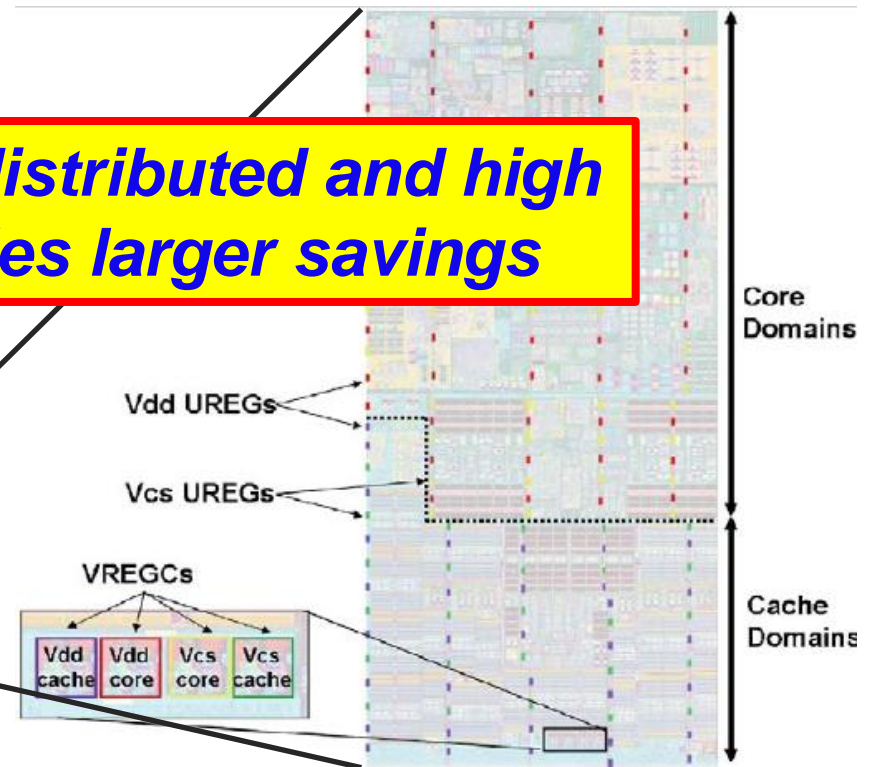 distributed and high
es larger savings
Core
Domains
Vdd UREGs
Vcs UREGs
VREGCs
Vdd cache
Vdd core
Vcs core
Vcs cache
Cache
Domains